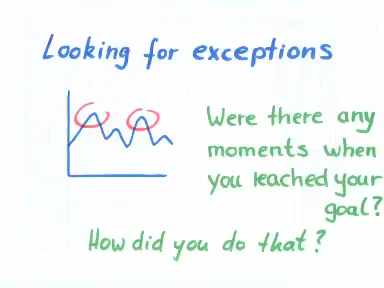 Looking for exceptions
Were there any
moments when
you reached your
goal?
How did you do that?